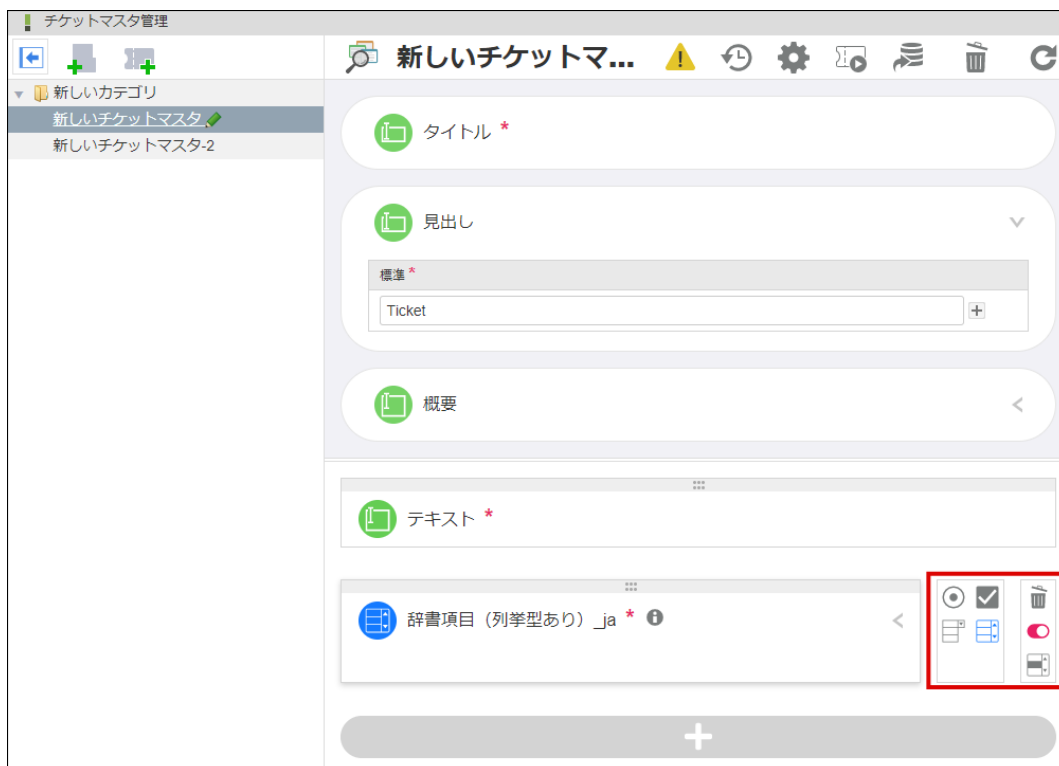 チケットマスタ管理
新しいチケットマ...
新しいカテゴリ
新しいチケットマスタ
新しいチケットマスタ-2
タイトル *
見出し
標準 *
Ticket
概要
テキスト *
辞書項目（列挙型あり）_ja *